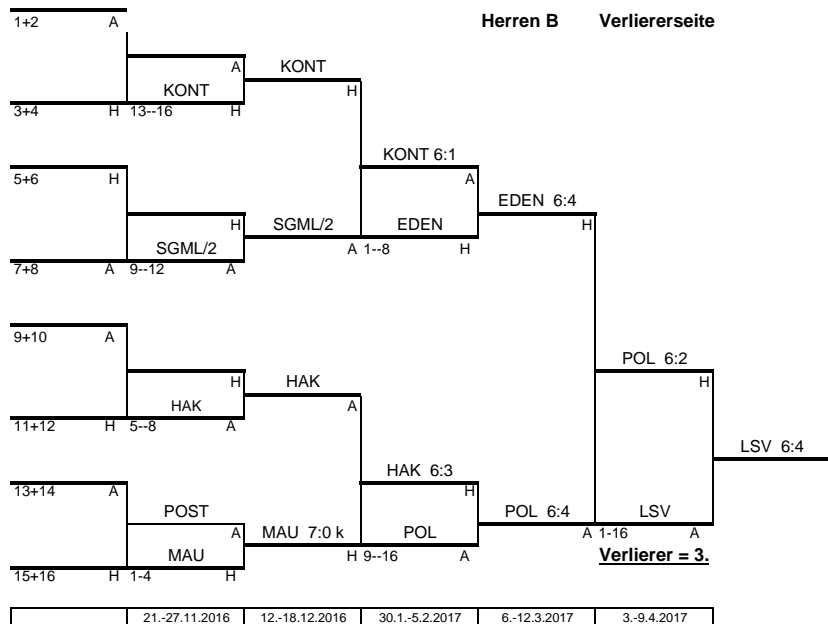 Herren B Verliererseite
1+2 A
A KONT
KONT H
3+4 H 13--16 H
KONT 6:1
5+6 H A
EDEN 6:4
H SGML/2 EDEN H
SGML/2 A 1--8 H
7+8 A 9--12 A
9+10 A
POL 6:2
H HAK H
HAK A
11+12 H 5--8 A
LSV 6:4
HAK 6:3
13+14 A H
POST POL 6:4 LSV
A MAU 7:0 k POL A 1-16 A
MAU H 9--16 A Verlierer = 3.
15+16 H 1-4 H
21.-27.11.2016 12.-18.12.2016 30.1.-5.2.2017 6.-12.3.2017 3.-9.4.2017